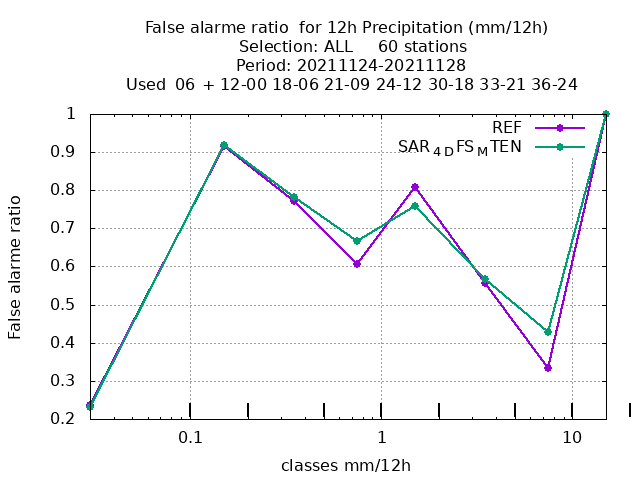 False alarme ratio  for 12h Precipitation (mm/12h)
Selection: ALL     60 stations
Period: 20211124-20211128
Used  06 + 12-00 18-06 21-09 24-12 30-18 33-21 36-24
REF
SAR4DFSMTEN
1
0.9
0.8
0.7
0.6
0.5
0.4
0.3
0.2
False alarme ratio
0.1
1
10
classes mm/12h